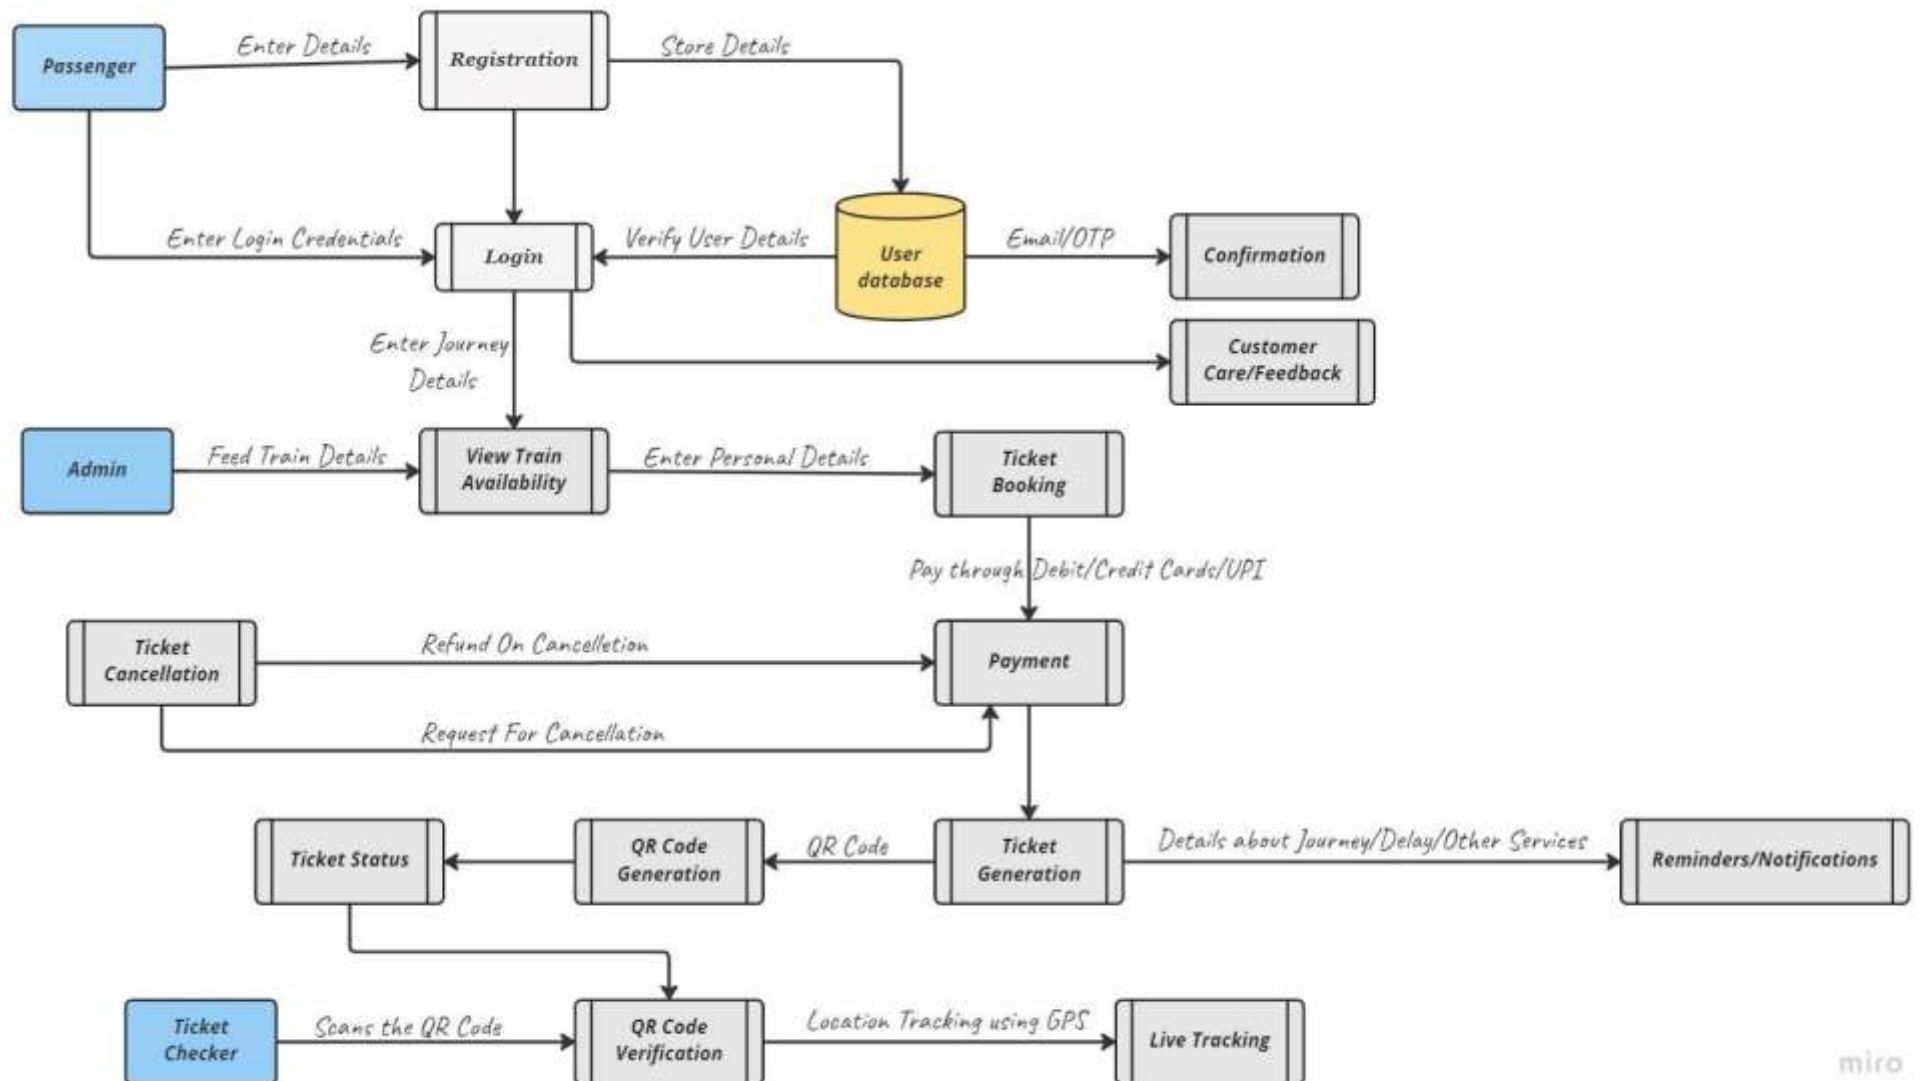 Passenger
Enter Details
Registration
Store Details
Enter Login Credentials
Login
Verify User Details
User
database
Email/OTP
Confirmation
Enter Journey
Details
Customer
Care/Feedback
Admin
Feed Train Details
View Train
Availability
Enter Personal Details
Ticket
Booking
Pay through Debit/Credit Cards/UPI
Ticket
Cancellation
Refund On Cancelletion
Payment
Request For Cancellation
Ticket Status
QR Code
Generation
QR Code
Ticket
Generation
Details about Journey/Delay/Other Services
Reminders/Notifications
Ticket
Checker
Scans the QR Code
QR Code
Verification
Location Tracking using GPS
Live Tracking
miro